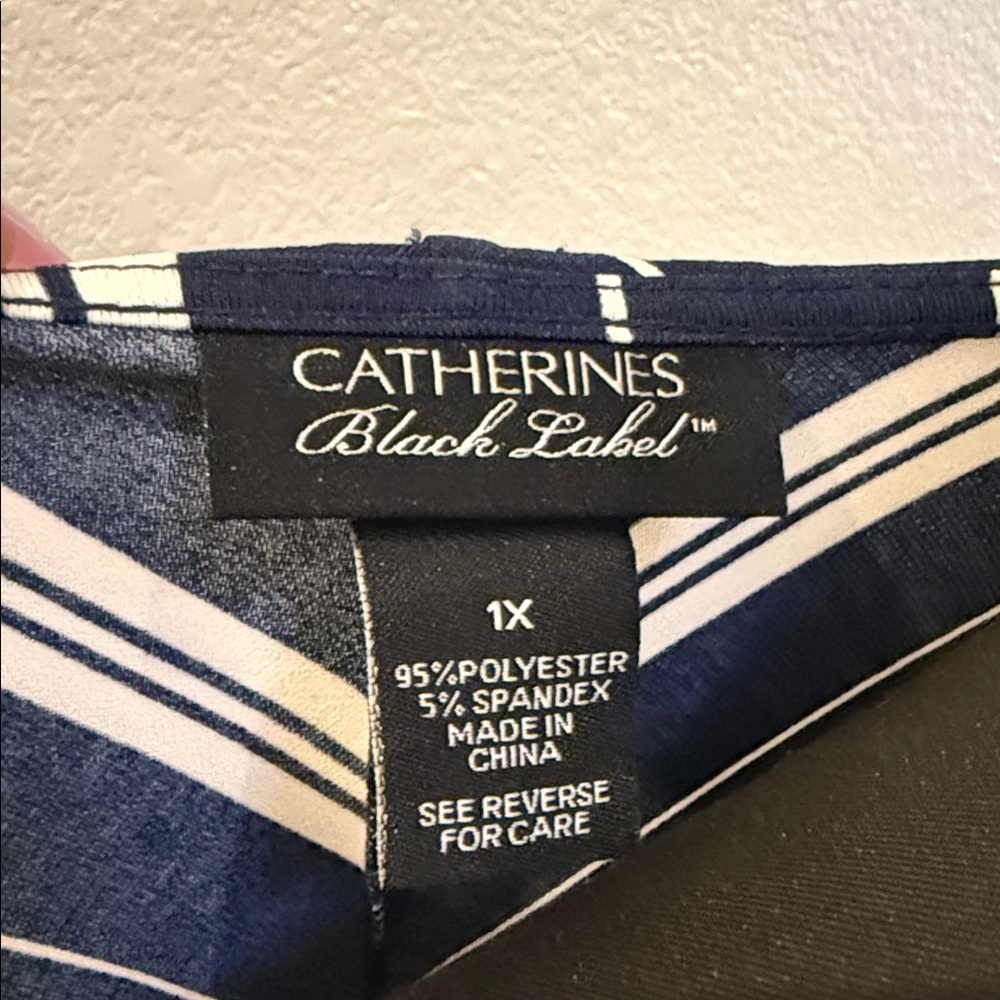 CATHERINES
Black Label™
1X
95%POLYESTER
5% SPANDEX
MADE IN
CHINA
SEE REVERSE
FOR CARE